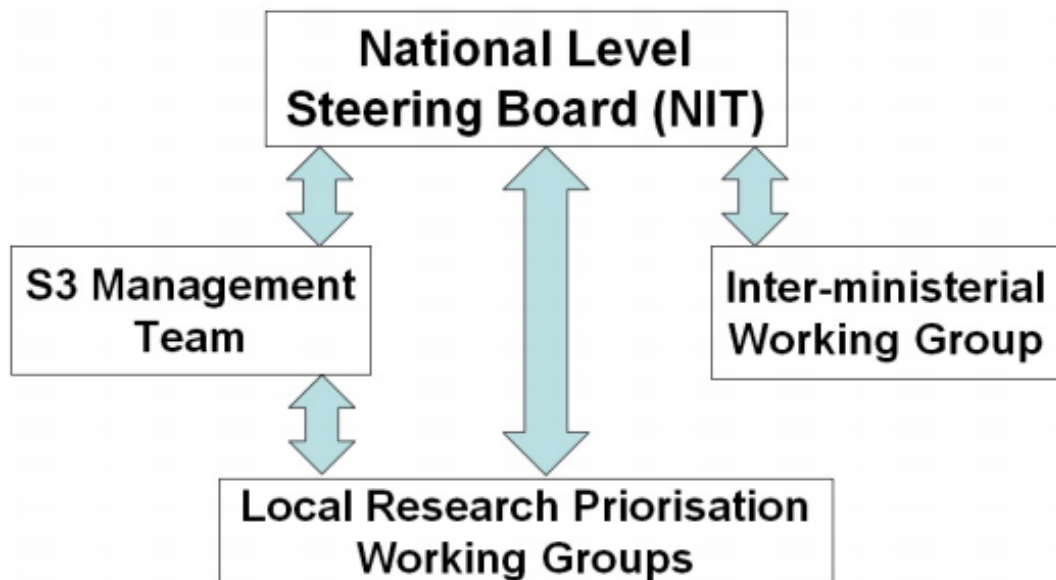 National Level
Steering Board (NIT)
S3 Management
Team
Inter-ministerial
Working Group
Local Research Priorisation
Working Groups